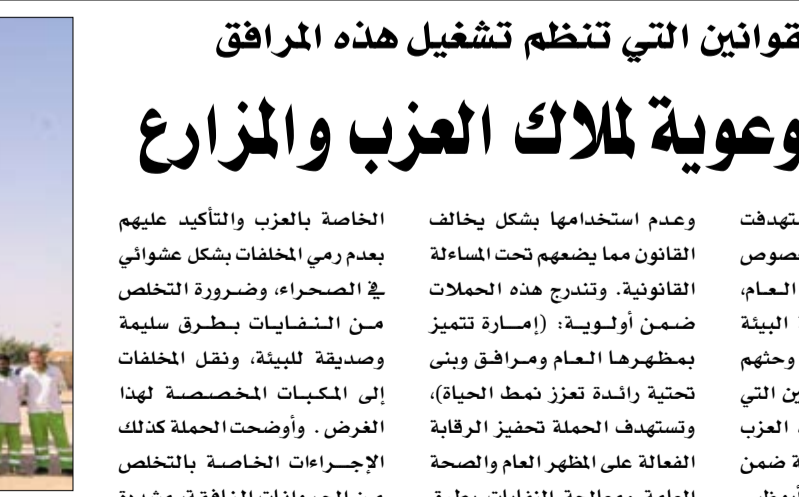 قوانين التي تنظم تشغيل هذه المرافق
وعوية لملاك العزب والمزارع
تهدفت
العام،
البيئة
وحثهم
ين التي
العزب
ة ضمن
وعدم استخدامها بشكل يخالف
القانون مما يضعهم تحت المساءلة
القانونية. وتندرج هذه الحملات
ضمن أولوية: (إمارة تتميز
بمظهرها العام ومرافق وبنى
تحتية رائدة تعزز نمط الحياة)،
وتستهدف الحملة تحفيز الرقابة
الفعالة على المظهر العام والصحة
الخاصة بالعزب والتأكيد عليهم
بعدم رمي المخلفات بشكل عشوائي
في الصحراء، وضرورة التخلص
من النفايات بطرق سليمة
وصديقة للبيئة، ونقل المخلفات
إلى المكبات المخصصة لهذا
الغرض. وأوضحت الحملة كذلك
الإجراءات الخاصة بالتخلص